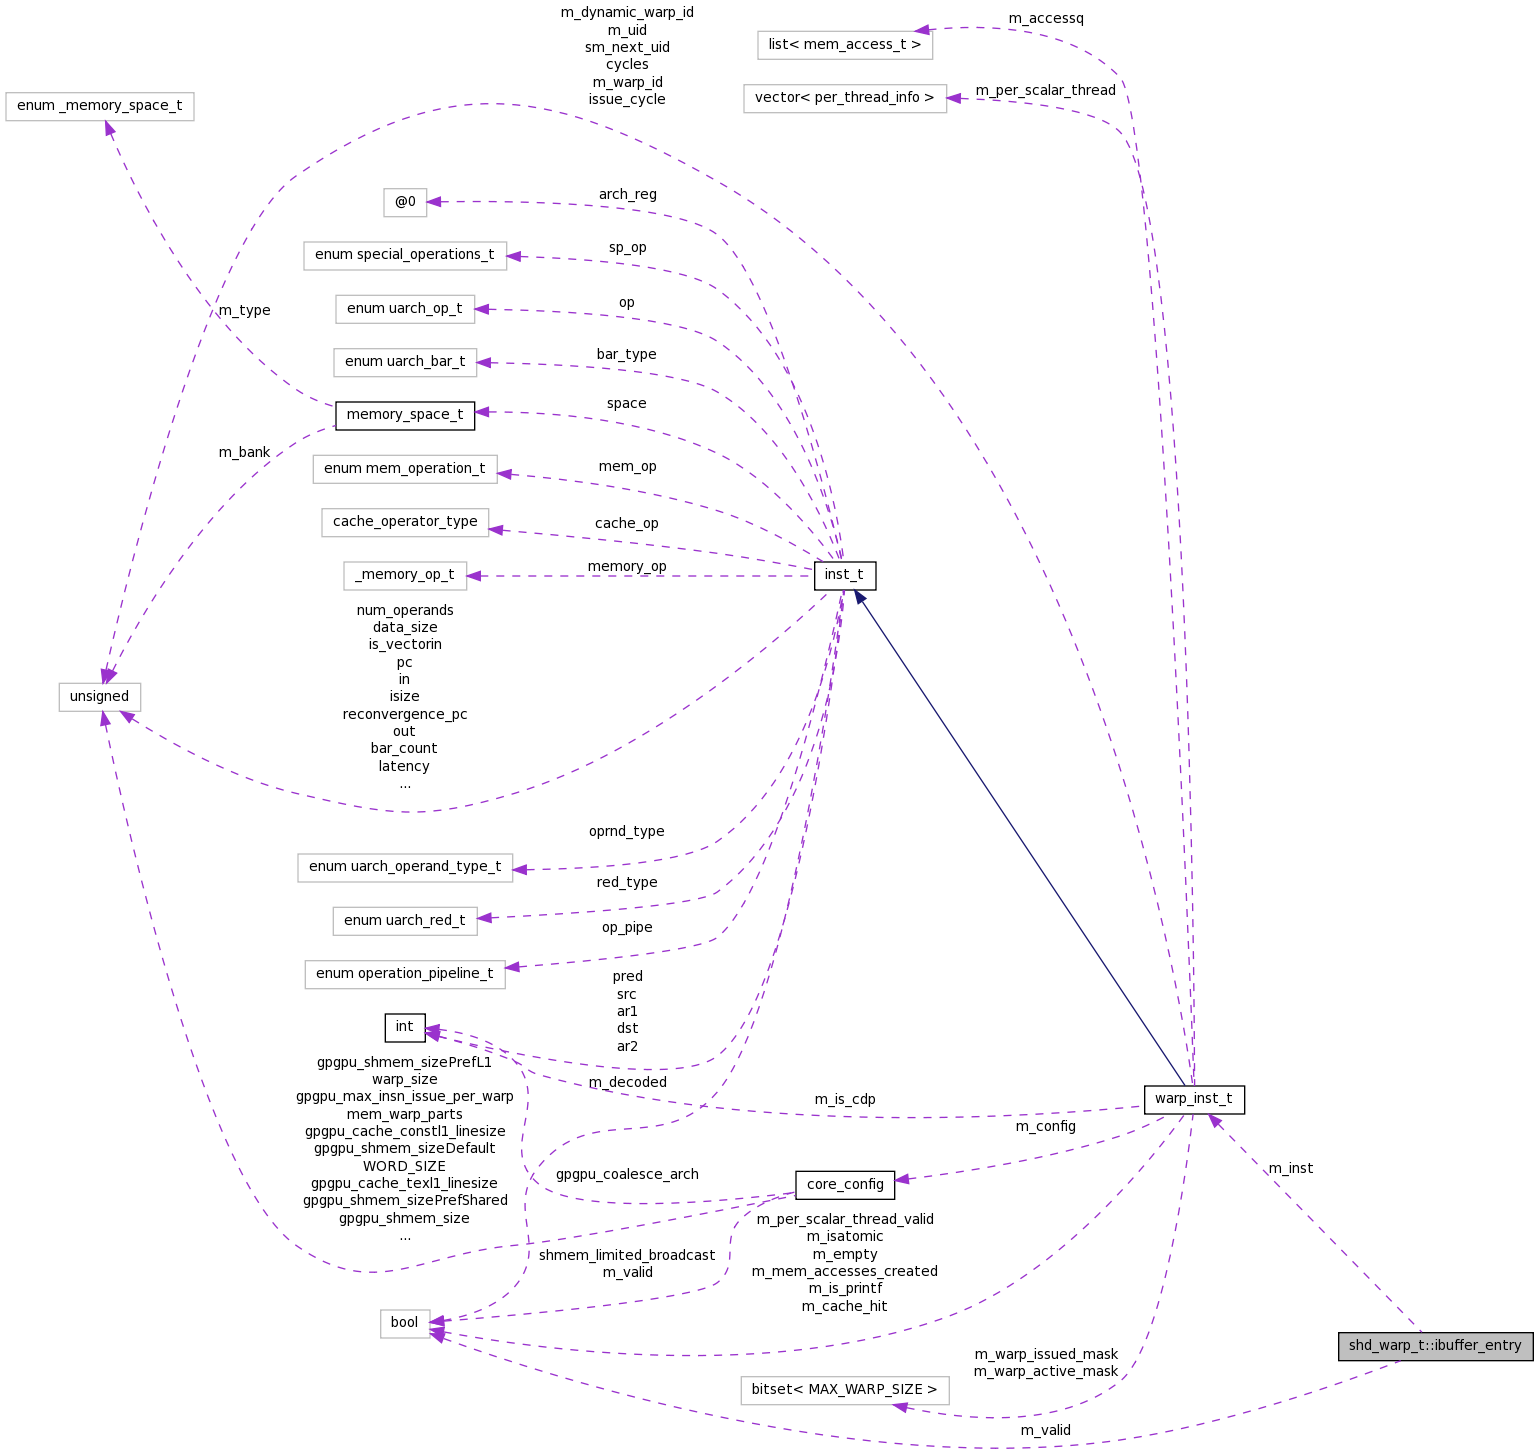 m_dynamic_warp_id
m_uid
sm_next_uid
cycles
m_warp_id
issue_cycle
m_accessq
list< mem_access_t >
m_per_scalar_thread
vector< per_thread_info >
enum _memory_space_t
arch_reg
@0
sp_op
enum special_operations_t
op
enum uarch_op_t
m_type
bar_type
enum uarch_bar_t
space
memory_space_t
m_bank
mem_op
enum mem_operation_t
cache_op
cache_operator_type
memory_op
_memory_op_t
inst_t
num_operands
data_size
is_vectorin
pc
in
isize
reconvergence_pc
out
bar_count
latency
...
unsigned
oprnd_type
enum uarch_operand_type_t
red_type
enum uarch_red_t
op_pipe
enum operation_pipeline_t
pred
src
ar1
dst
ar2
int
m_decoded
m_is_cdp
warp_inst_t
m_config
gpgpu_shmem_sizePrefL1
warp_size
gpgpu_max_insn_issue_per_warp
mem_warp_parts
gpgpu_cache_constl1_linesize
gpgpu_shmem_sizeDefault
WORD_SIZE
gpgpu_cache_texl1_linesize
gpgpu_shmem_sizePrefShared
gpgpu_shmem_size
...
gpgpu_coalesce_arch
core_config
m_inst
m_per_scalar_thread_valid
m_isatomic
m_empty
m_mem_accesses_created
m_is_printf
m_cache_hit
shmem_limited_broadcast
m_valid
bool
shd_warp_t::ibuffer_entry
m_warp_issued_mask
m_warp_active_mask
bitset< MAX_WARP_SIZE >
m_valid